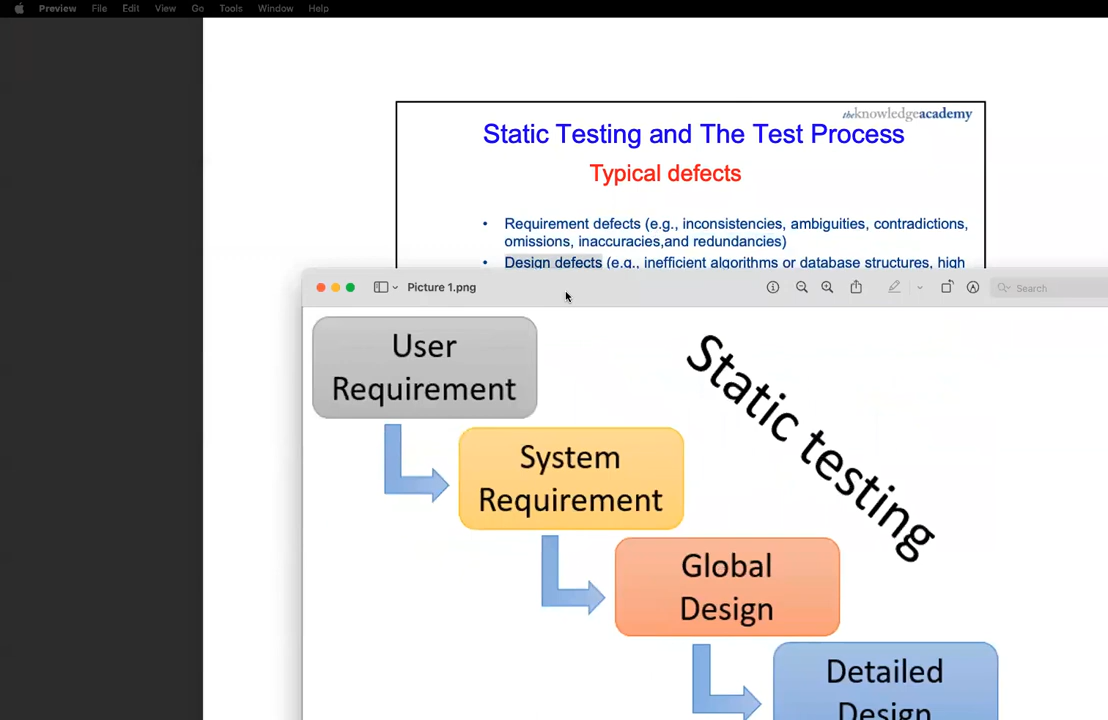 Preview File Edit View Go Tools Window Help
theknowledgeacademy
Static Testing and The Test Process
Typical defects
• Requirement defects (e.g., inconsistencies, ambiguities, contradictions,
omissions, inaccuracies,and redundancies)
• Design defects (e.g., inefficient algorithms or database structures, high
Picture 1.png
Search
User
Requirement
Static testing
System
Requirement
Global
Design
Detailed
Design